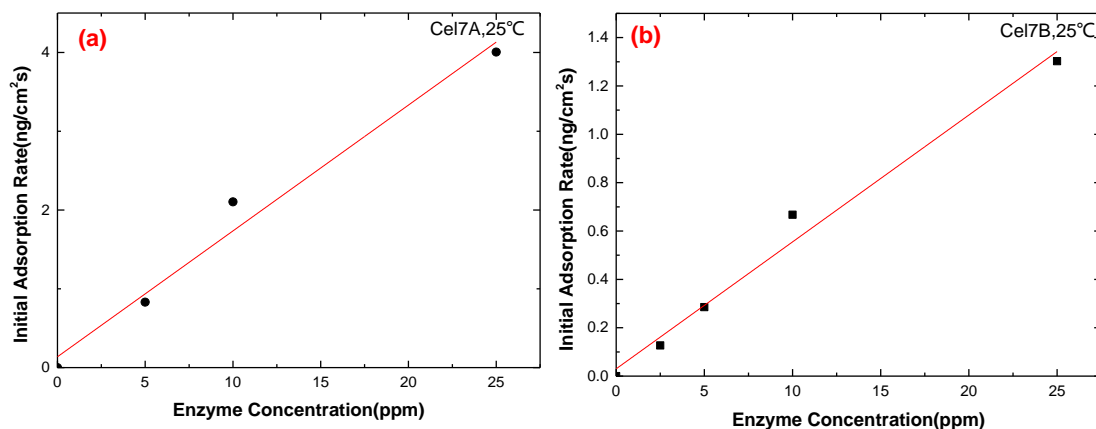 (a)
Cel7A,25℃
Initial Adsorption Rate(ng/cm²s)
4
2
0
0 5 10 15 20 25
Enzyme Concentration(ppm)
(b)
Cel7B,25℃
Initial Adsorption Rate(ng/cm²s)
1.4
1.2
1.0
0.8
0.6
0.4
0.2
0.0
0 5 10 15 20 25
Enzyme Concentration(ppm)